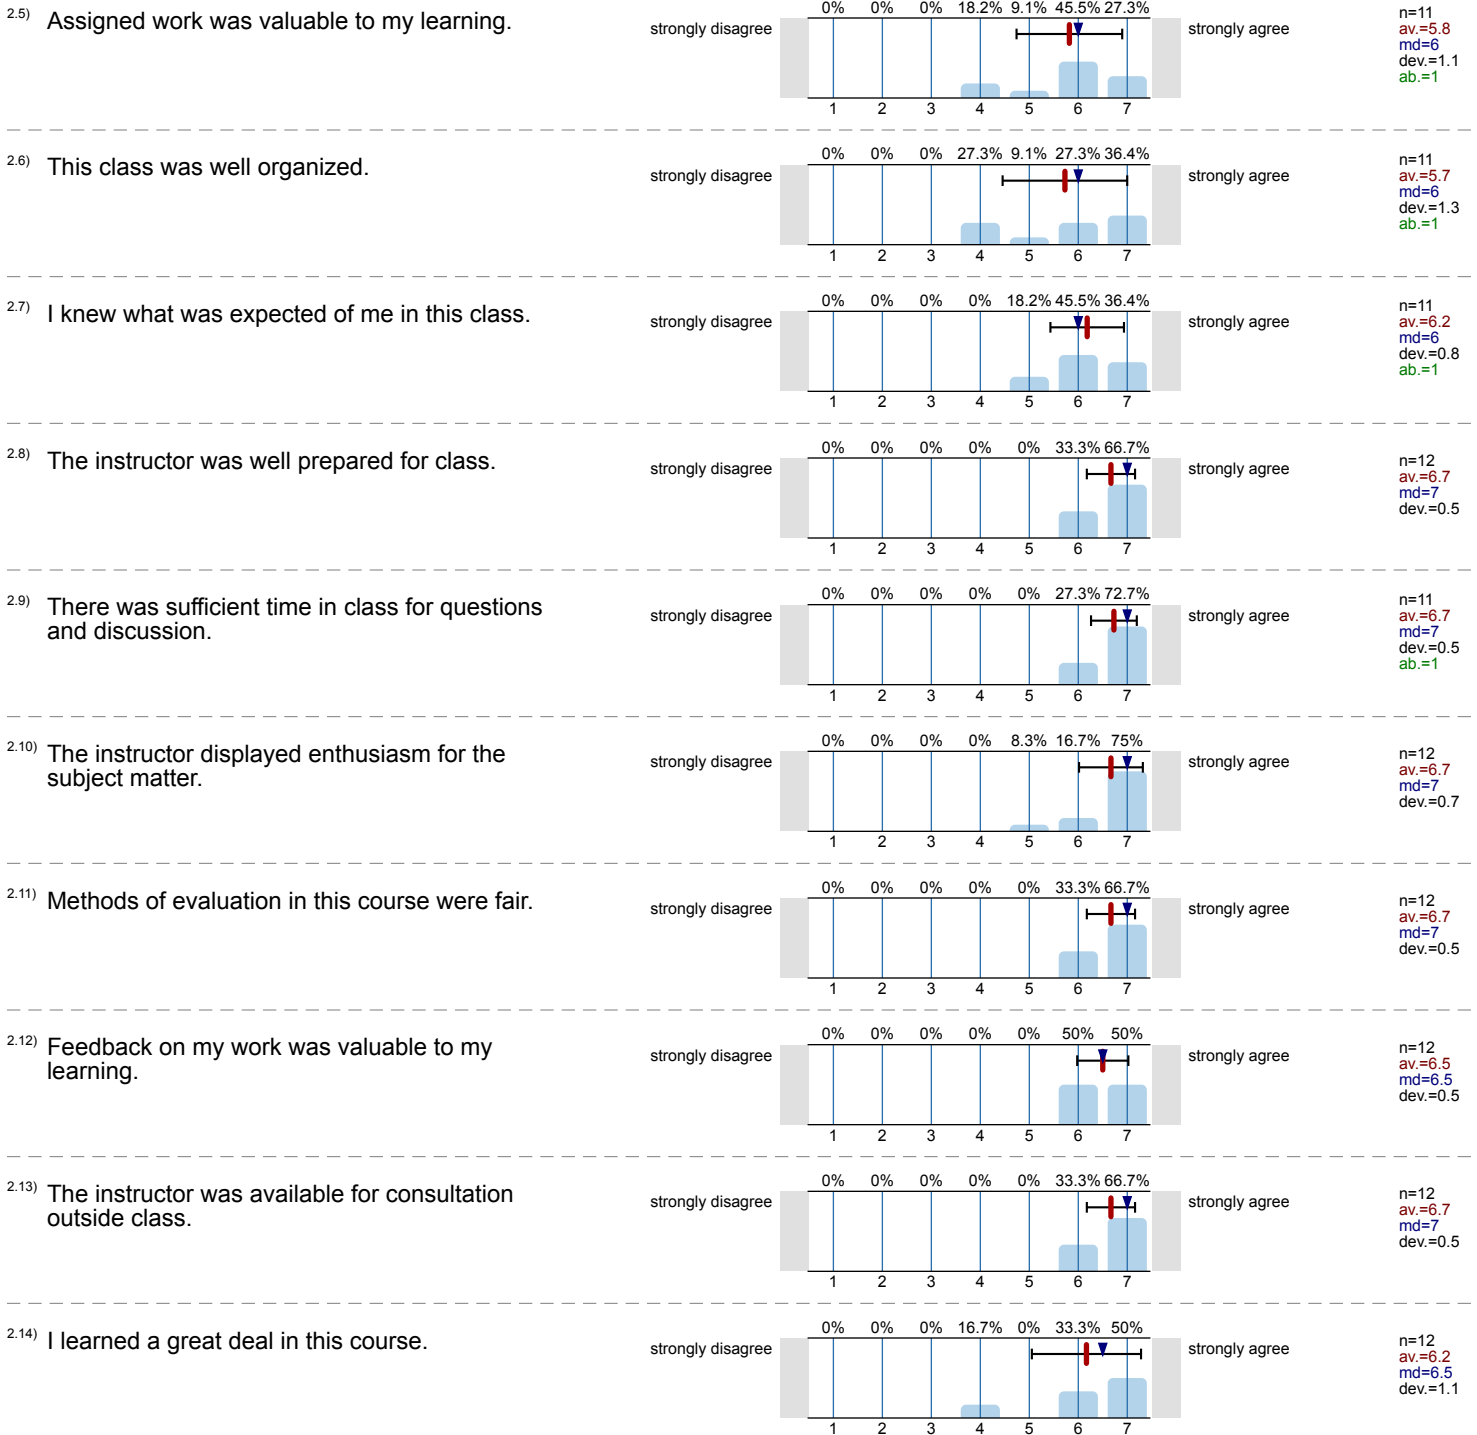 2.5) Assigned work was valuable to my learning.
strongly disagree
0% 0% 0% 18.2% 9.1% 45.5% 27.3%
1 2 3 4 5 6 7
strongly agree
n=11
av.=5.8
md=6
dev.=1.1
ab.=1
2.6) This class was well organized.
strongly disagree
0% 0% 0% 27.3% 9.1% 27.3% 36.4%
1 2 3 4 5 6 7
strongly agree
n=11
av.=5.7
md=6
dev.=1.3
ab.=1
2.7) I knew what was expected of me in this class.
strongly disagree
0% 0% 0% 0% 18.2% 45.5% 36.4%
1 2 3 4 5 6 7
strongly agree
n=11
av.=6.2
md=6
dev.=0.8
ab.=1
2.8) The instructor was well prepared for class.
strongly disagree
0% 0% 0% 0% 0% 33.3% 66.7%
1 2 3 4 5 6 7
strongly agree
n=12
av.=6.7
md=7
dev.=0.5
2.9) There was sufficient time in class for questions
and discussion.
strongly disagree
0% 0% 0% 0% 0% 27.3% 72.7%
1 2 3 4 5 6 7
strongly agree
n=11
av.=6.7
md=7
dev.=0.5
ab.=1
2.10) The instructor displayed enthusiasm for the
subject matter.
strongly disagree
0% 0% 0% 0% 8.3% 16.7% 75%
1 2 3 4 5 6 7
strongly agree
n=12
av.=6.7
md=7
dev.=0.7
2.11) Methods of evaluation in this course were fair.
strongly disagree
0% 0% 0% 0% 0% 33.3% 66.7%
1 2 3 4 5 6 7
strongly agree
n=12
av.=6.7
md=7
dev.=0.5
2.12) Feedback on my work was valuable to my
learning.
strongly disagree
0% 0% 0% 0% 0% 50% 50%
1 2 3 4 5 6 7
strongly agree
n=12
av.=6.5
md=6.5
dev.=0.5
2.13) The instructor was available for consultation
outside class.
strongly disagree
0% 0% 0% 0% 0% 33.3% 66.7%
1 2 3 4 5 6 7
strongly agree
n=12
av.=6.7
md=7
dev.=0.5
2.14) I learned a great deal in this course.
strongly disagree
0% 0% 0% 16.7% 0% 33.3% 50%
1 2 3 4 5 6 7
strongly agree
n=12
av.=6.2
md=6.5
dev.=1.1